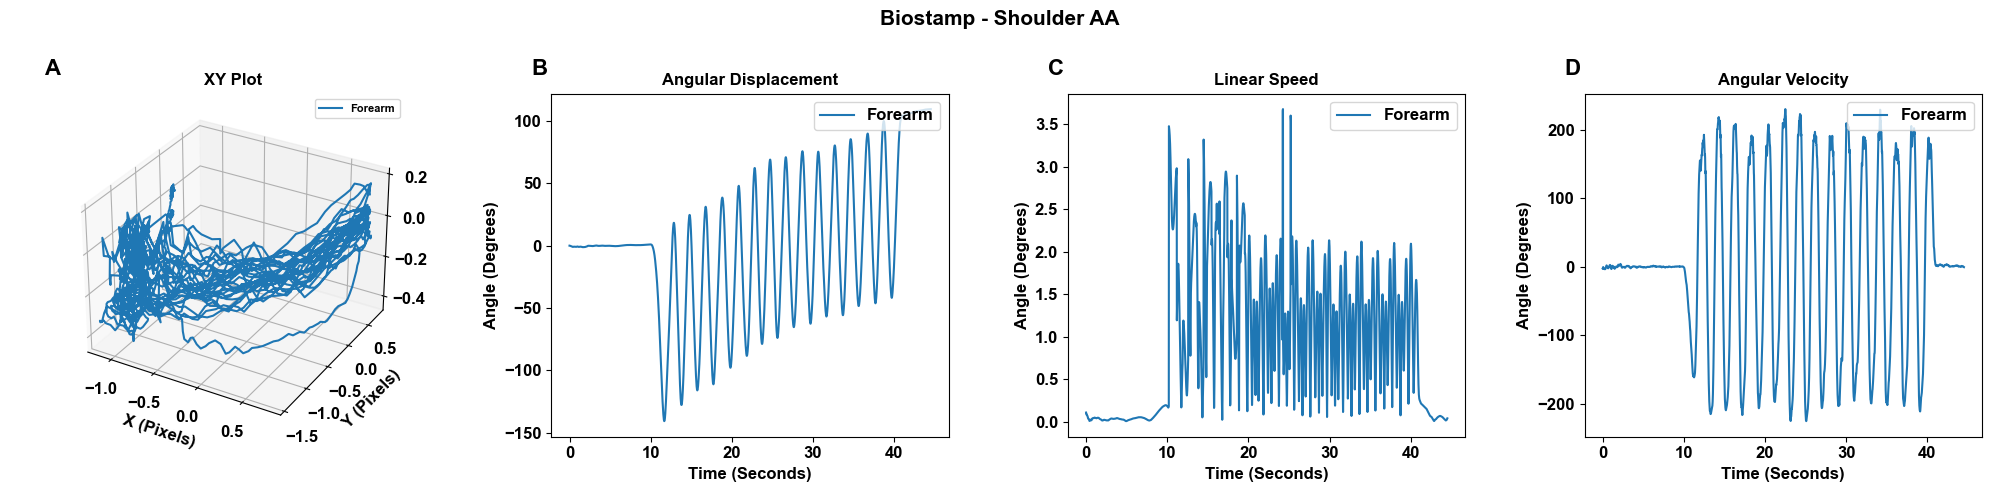 Biostamp - Shoulder AA
A
XY Plot
Forearm
0.2
0.0
−0.2
−0.4
−1.0
−0.5
0.0
0.5
X (Pixels)
−1.5
−1.0
−0.5
0.0
0.5
Y (Pixels)
B
Angular Displacement
Forearm
100
50
0
−50
−100
−150
Angle (Degrees)
0 10 20 30 40
Time (Seconds)
C
Linear Speed
Forearm
3.5
3.0
2.5
2.0
1.5
1.0
0.5
0.0
Angle (Degrees)
0 10 20 30 40
Time (Seconds)
D
Angular Velocity
Forearm
200
100
0
−100
−200
Angle (Degrees)
0 10 20 30 40
Time (Seconds)